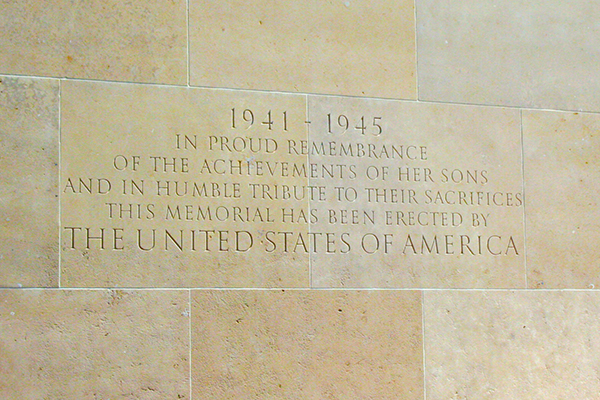 1941 - 1945
IN PROUD REMEMBRANCE
OF THE ACHIEVEMENTS OF HER SONS
AND IN HUMBLE TRIBUTE TO THEIR SACRIFICES
THIS MEMORIAL HAS BEEN ERECTED BY
THE UNITED STATES OF AMERICA